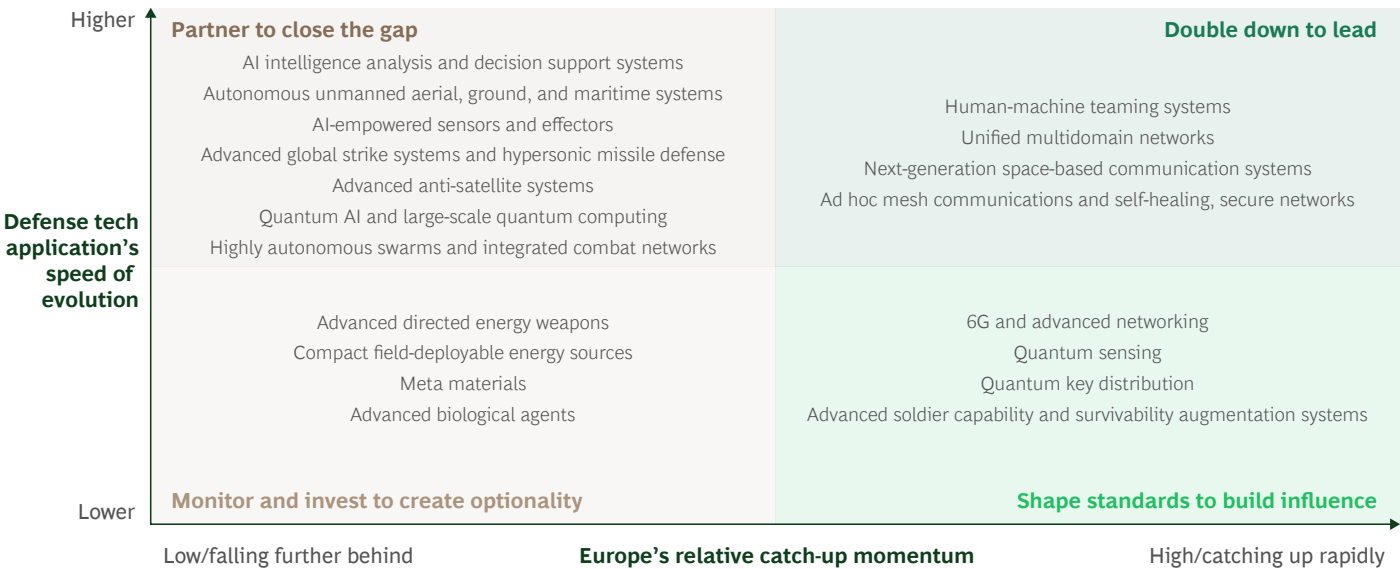 Higher
Partner to close the gap
AI intelligence analysis and decision support systems
Autonomous unmanned aerial, ground, and maritime systems
AI-empowered sensors and effectors
Advanced global strike systems and hypersonic missile defense
Advanced anti-satellite systems
Quantum AI and large-scale quantum computing
Highly autonomous swarms and integrated combat networks
Double down to lead
Human-machine teaming systems
Unified multidomain networks
Next-generation space-based communication systems
Ad hoc mesh communications and self-healing, secure networks
Defense tech
application's
speed of
evolution
Advanced directed energy weapons
Compact field-deployable energy sources
Meta materials
Advanced biological agents
Monitor and invest to create optionality
6G and advanced networking
Quantum sensing
Quantum key distribution
Advanced soldier capability and survivability augmentation systems
Shape standards to build influence
Lower
Low/falling further behind
Europe's relative catch-up momentum
High/catching up rapidly